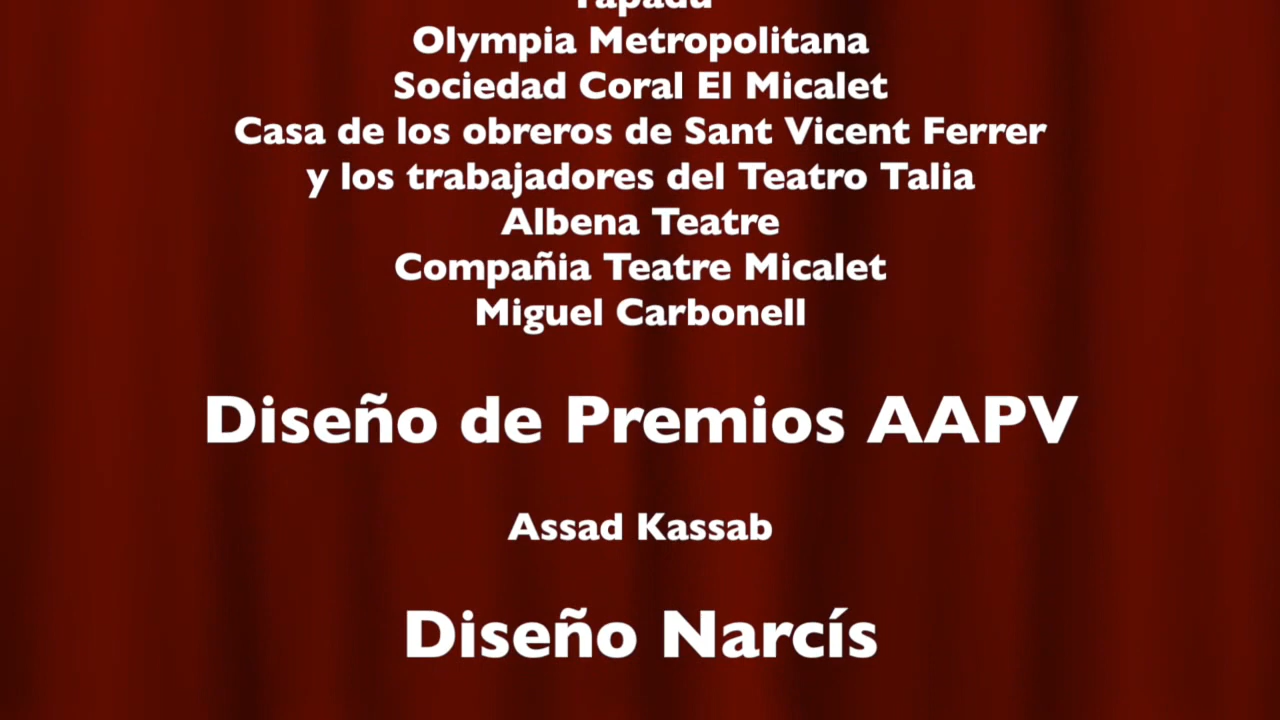 Olympia Metropolitana
Sociedad Coral El Micalet
Casa de los obreros de Sant Vicent Ferrer
y los trabajadores del Teatro Talia
Albena Teatre
Compañia Teatre Micalet
Miguel Carbonell
Diseño de Premios AAPV
Assad Kassab
Diseño Narcís